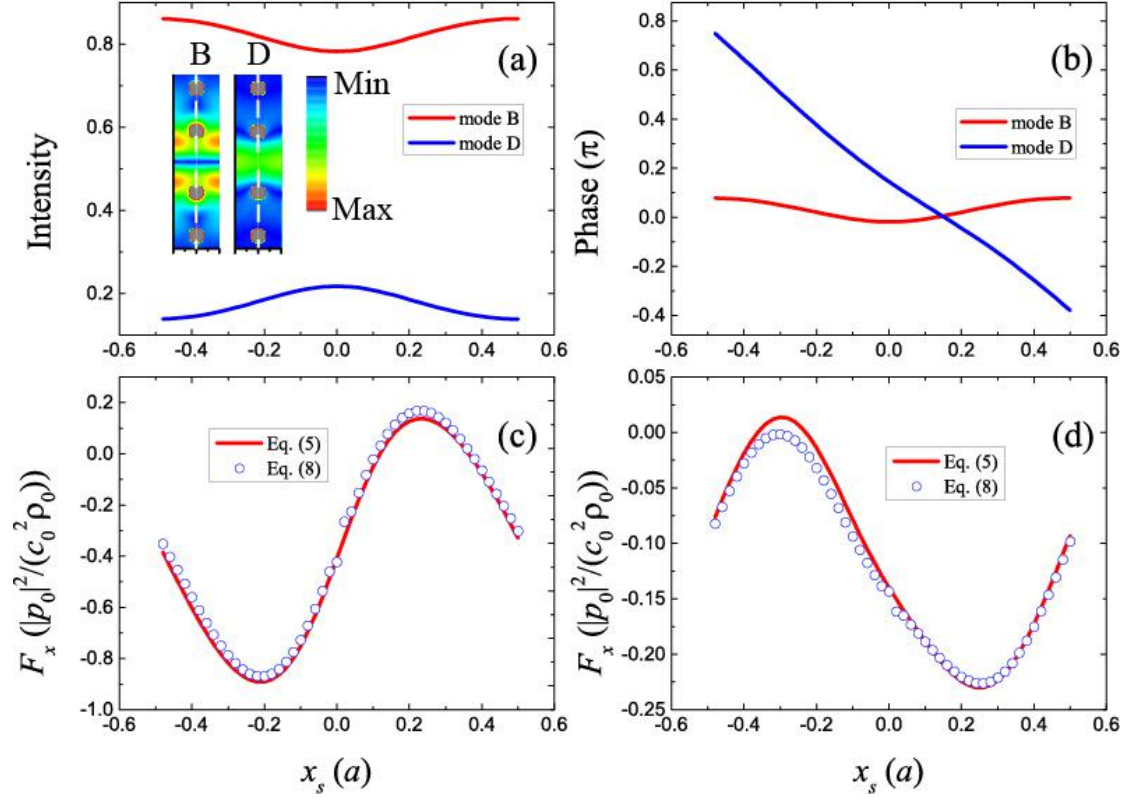 (a)
B D
Min
Max
mode B
mode D
Intensity
0.8
0.6
0.4
0.2
-0.6 -0.4 -0.2 0.0 0.2 0.4 0.6
(b)
mode B
mode D
Phase (π)
0.8
0.6
0.4
0.2
0.0
-0.2
-0.4
-0.6 -0.4 -0.2 0.0 0.2 0.4 0.6
(c)
Eq. (5)
Eq. (8)
F_x (|p_0|^2/(c_0^2 ρ_0))
0.2
0.0
-0.2
-0.4
-0.6
-0.8
-1.0
-0.6 -0.4 -0.2 0.0 0.2 0.4 0.6
x_s (a)
(d)
Eq. (5)
Eq. (8)
F_x (|p_0|^2/(c_0^2 ρ_0))
0.05
0.00
-0.05
-0.10
-0.15
-0.20
-0.25
-0.6 -0.4 -0.2 0.0 0.2 0.4 0.6
x_s (a)